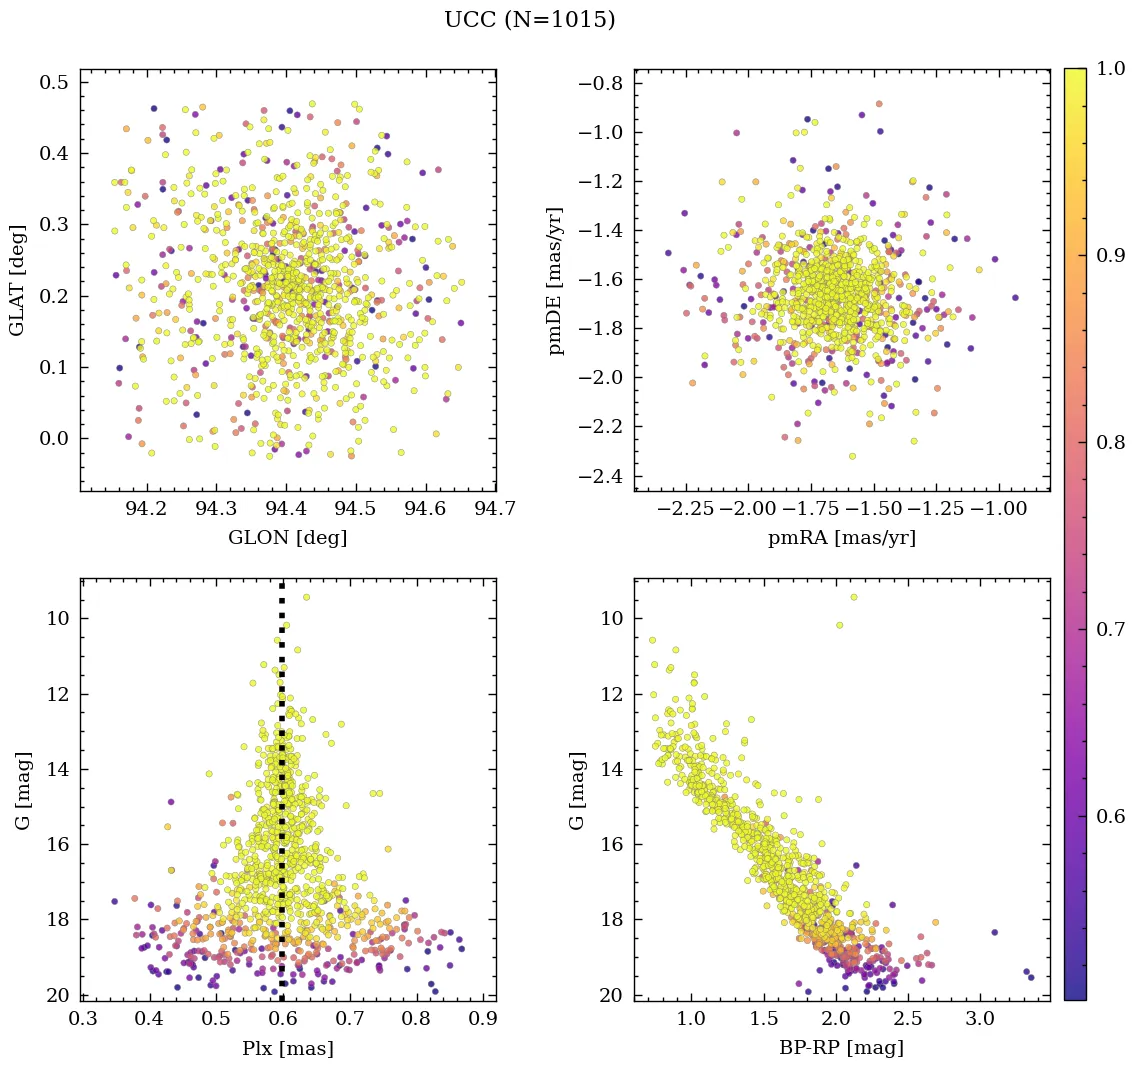 UCC (N=1015)
0.5
0.4
0.3
0.2
0.1
0.0
GLAT [deg]
94.2 94.3 94.4 94.5 94.6 94.7
GLON [deg]
−0.8
−1.0
−1.2
−1.4
−1.6
−1.8
−2.0
−2.2
−2.4
pmDE [mas/yr]
−2.25 −2.00 −1.75 −1.50 −1.25 −1.00
pmRA [mas/yr]
10
12
14
16
18
20
G [mag]
0.3 0.4 0.5 0.6 0.7 0.8 0.9
Plx [mas]
10
12
14
16
18
20
G [mag]
1.0 1.5 2.0 2.5 3.0
BP-RP [mag]
1.0
0.9
0.8
0.7
0.6